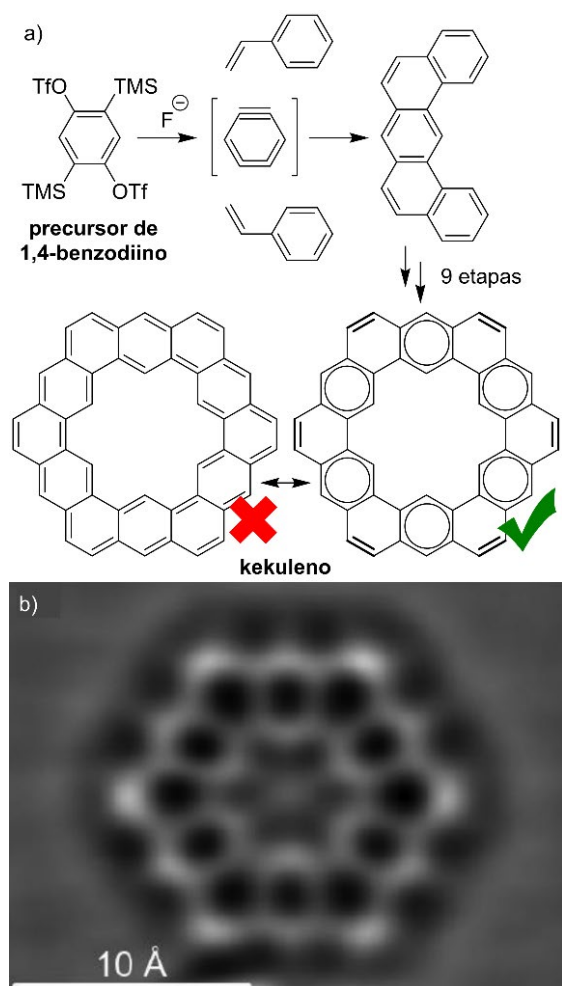 a)
TfO
TMS
TMS
OTf
F⊖
precursor de
1,4-benzodiino
9 etapas
kekuleno
b)
10 Å